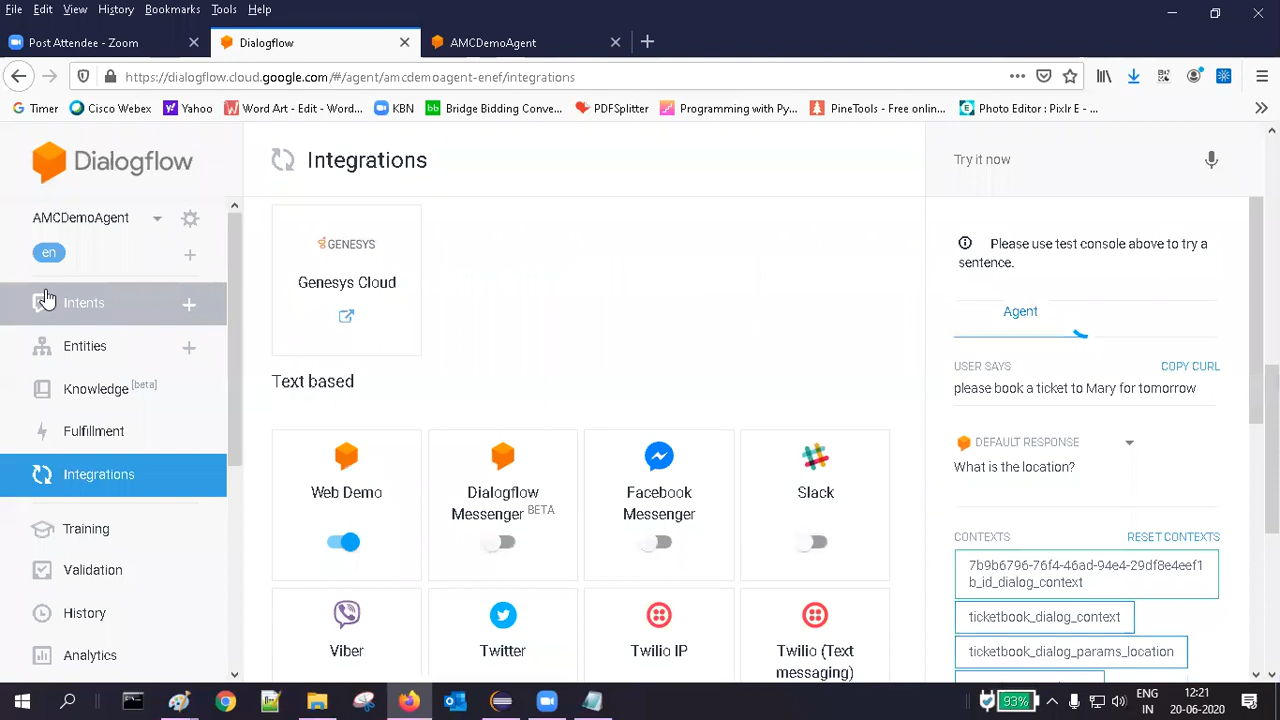 File Edit View History Bookmarks Tools Help
Post Attendee - Zoom
Dialogflow
AMCDemoAgent
https://dialogflow.cloud.google.com/#/agent/amcdemoagent-enef/integrations
Timer Cisco Webex Yahoo Word Art - Edit - Word... KBN Bridge Bidding Conve... PDFSplitter Programming with Py... PineTools - Free onlin... Photo Editor : Pixlr E - ...
Dialogflow
AMCDemoAgent
en
Intents
Entities
Knowledge [beta]
Fulfillment
Integrations
Training
Validation
History
Analytics
Integrations
GENESYS
Genesys Cloud
Text based
Web Demo
Dialogflow
Messenger BETA
Facebook
Messenger
Slack
Viber
Twitter
Twilio IP
Twilio (Text
messaging)
Try it now
Please use test console above to try a
sentence.
Agent
USER SAYS COPY CURL
please book a ticket to Mary for tomorrow
DEFAULT RESPONSE
What is the location?
CONTEXTS RESET CONTEXTS
7b9b6796-76f4-46ad-94e4-29df8e4eef1
b_id_dialog_context
ticketbook_dialog_context
ticketbook_dialog_params_location
93%
ENG
IN
12:21
20-06-2020